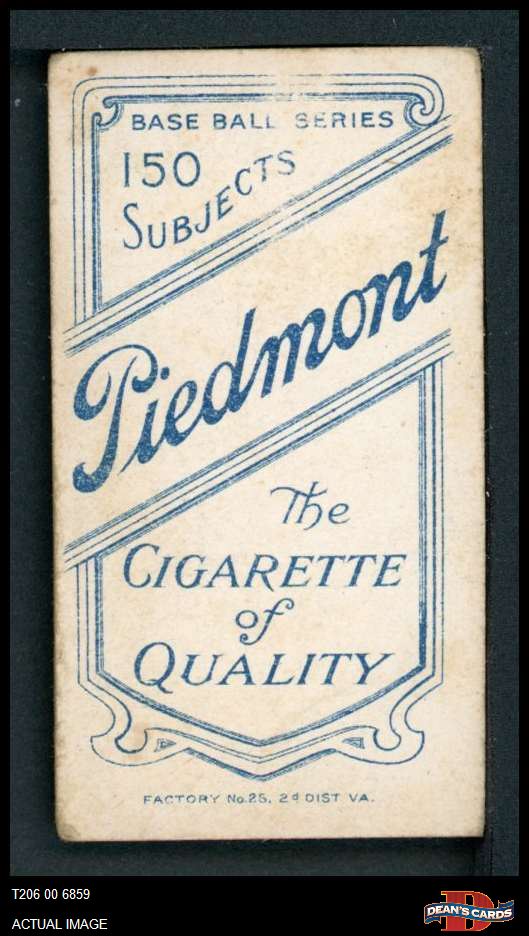 BASE BALL SERIES
150
SUBJECTS
Piedmont
The
CIGARETTE
of
QUALITY
FACTORY No. 25, 2d DIST VA.
T206 00 6859
ACTUAL IMAGE
D
DEAN'S CARDS